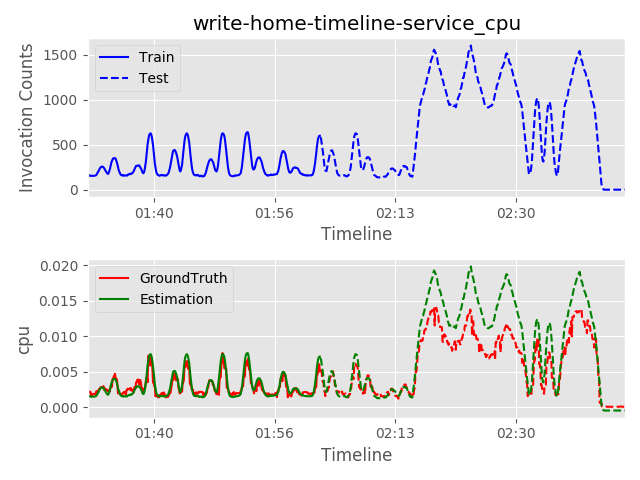 write-home-timeline-service_cpu
Invocation Counts
1500
1000
500
0
Train
Test
01:40
01:56
02:13
02:30
Timeline
cpu
0.020
0.015
0.010
0.005
0.000
GroundTruth
Estimation
01:40
01:56
02:13
02:30
Timeline